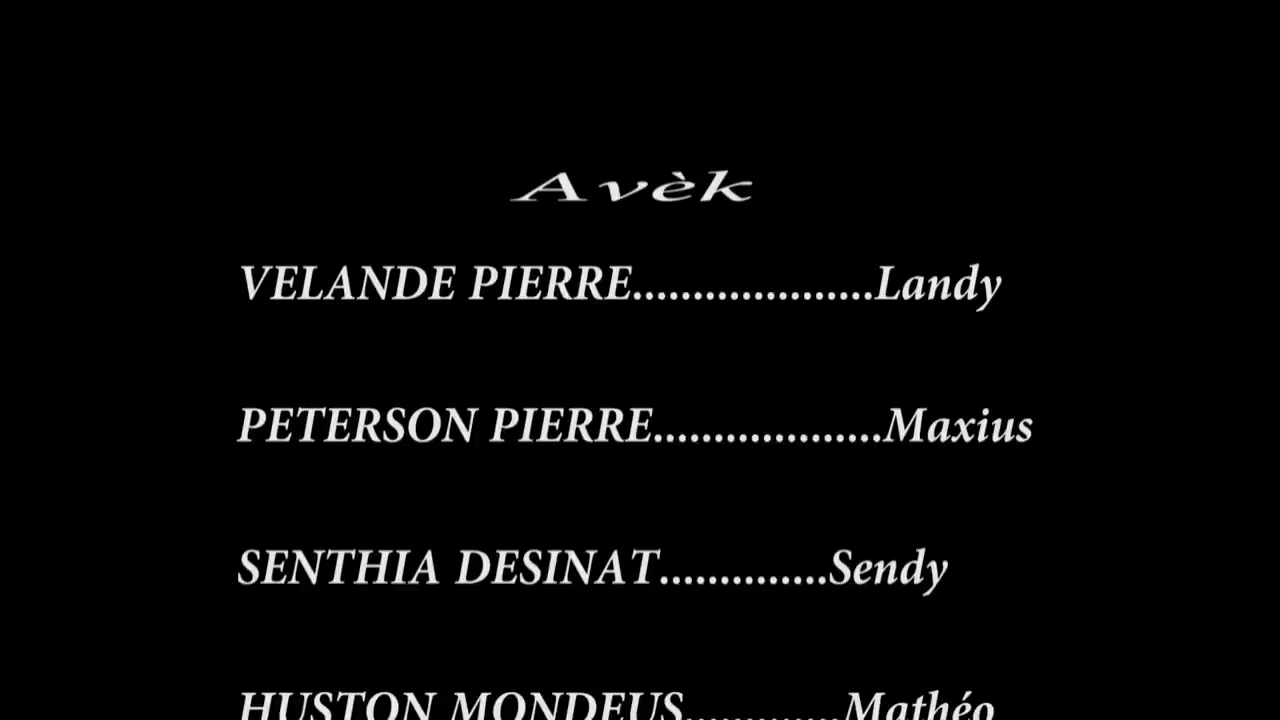 Avèk
VELANDE PIERRE....................Landy
PETERSON PIERRE...................Maxius
SENTHIA DESINAT..............Sendy
HUSTON MONDEUS.............Mathéo